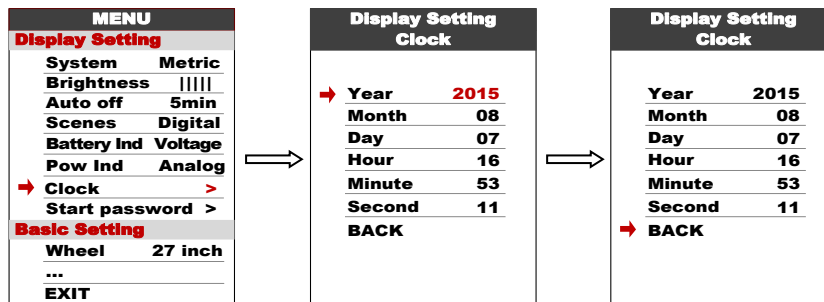 MENU
Display Setting
System Metric
Brightness |||||
Auto off 5min
Scenes Digital
Battery Ind Voltage
Pow Ind Analog
Clock >
Start password >
Basic Setting
Wheel 27 inch
...
EXIT
Display Setting
Clock
Year 2015
Month 08
Day 07
Hour 16
Minute 53
Second 11
BACK
Display Setting
Clock
Year 2015
Month 08
Day 07
Hour 16
Minute 53
Second 11
BACK